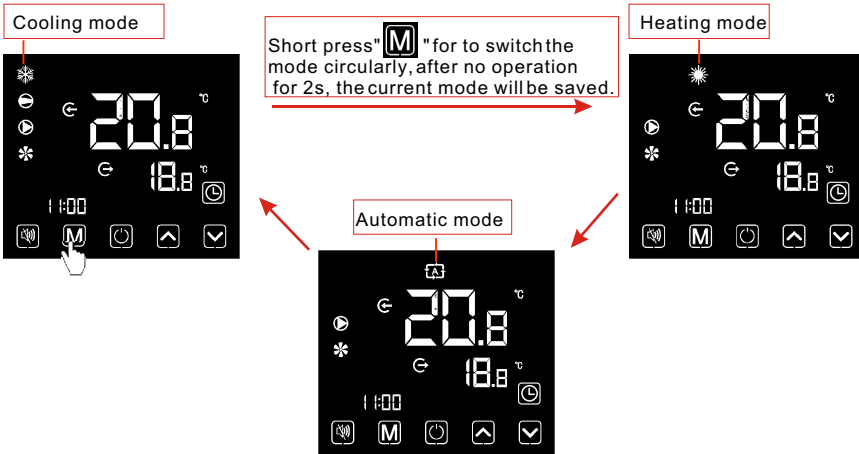 Cooling mode
Short press" M "for to switch the
mode circularly, after no operation
for 2s, the current mode will be saved.
Heating mode
20.8 °C
18.8 °C
11:00
M
20.8 °C
18.8 °C
11:00
M
Automatic mode
A
20.8 °C
18.8 °C
11:00
M